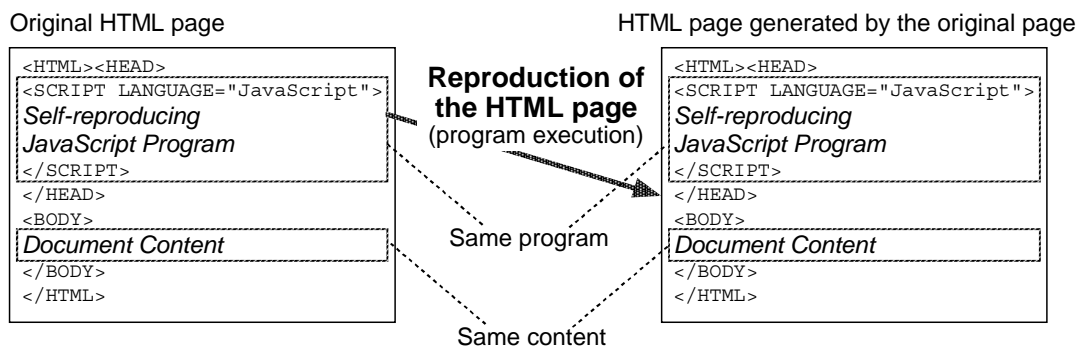 Original HTML page
HTML page generated by the original page
<HTML><HEAD>
<SCRIPT LANGUAGE="JavaScript">
Self-reproducing
JavaScript Program
</SCRIPT>
</HEAD>
<BODY>
Document Content
</BODY>
</HTML>
Reproduction of
the HTML page
(program execution)
Same program
Same content
<HTML><HEAD>
<SCRIPT LANGUAGE="JavaScript">
Self-reproducing
JavaScript Program
</SCRIPT>
</HEAD>
<BODY>
Document Content
</BODY>
</HTML>